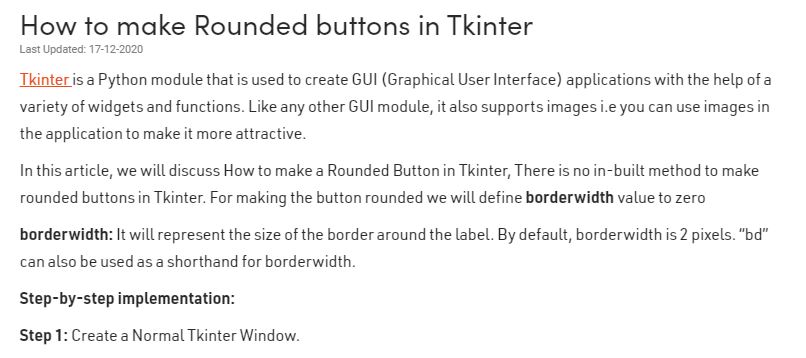 How to make Rounded buttons in Tkinter
Last Updated: 17-12-2020
Tkinter is a Python module that is used to create GUI (Graphical User Interface) applications with the help of a
variety of widgets and functions. Like any other GUI module, it also supports images i.e you can use images in
the application to make it more attractive.
In this article, we will discuss How to make a Rounded Button in Tkinter, There is no in-built method to make
rounded buttons in Tkinter. For making the button rounded we will define borderwidth value to zero
borderwidth: It will represent the size of the border around the label. By default, borderwidth is 2 pixels. “bd”
can also be used as a shorthand for borderwidth.
Step-by-step implementation:
Step 1: Create a Normal Tkinter Window.